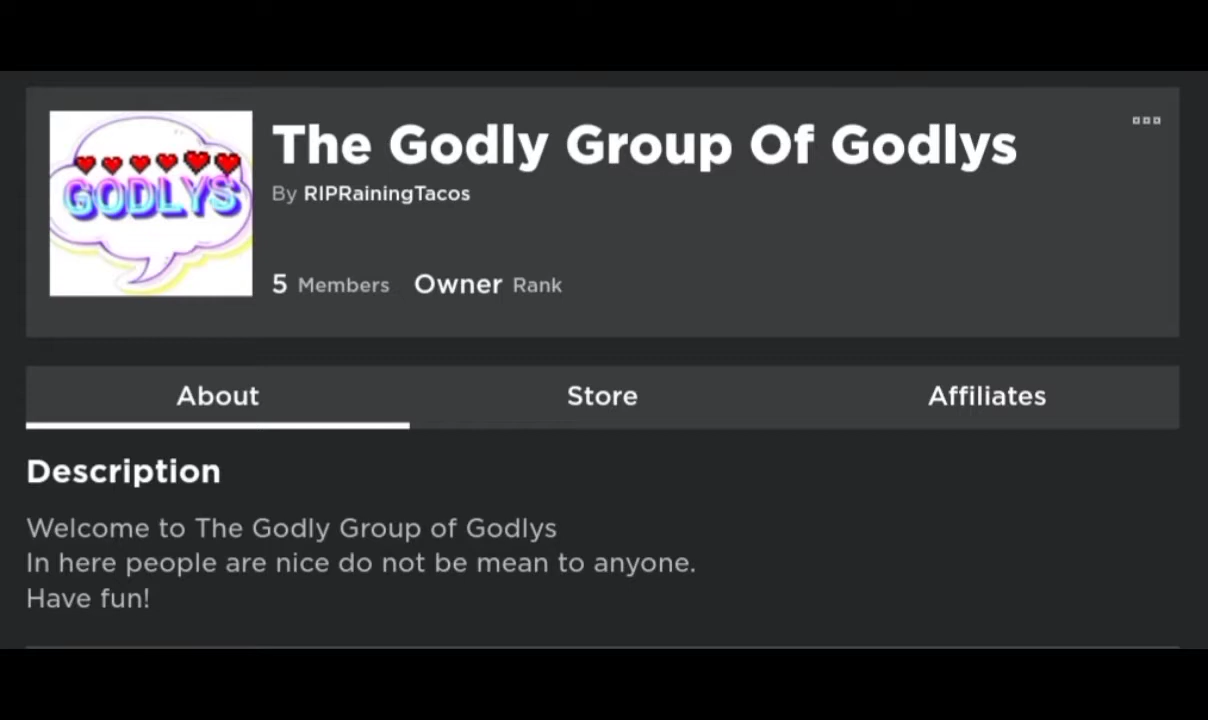 GODLYS
The Godly Group Of Godlys
By RIPRainingTacos
5 Members Owner Rank
About Store Affiliates
Description
Welcome to The Godly Group of Godlys
In here people are nice do not be mean to anyone.
Have fun!